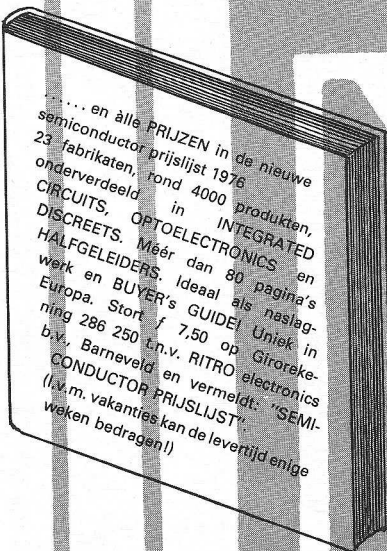 ...... en àlle PRIJZEN in de nieuwe
semiconductor prijslijst 1976
23 fabrikaten, rond 4000 produkten,
onderverdeeld in INTEGRATED
CIRCUITS, OPTOELECTRONICS en
DISCREETS. Méér dan 80 pagina's
HALFGELEIDERS. Ideaal als naslag-
werk en BUYER's GUIDE! Uniek in
Europa. Stort f 7,50 op Giroreke-
ning 286 250 t.n.v. RITRO electronics
b.v., Barneveld en vermeldt: "SEMI-
CONDUCTOR PRIJSLIJST".
(I.v.m. vakanties kan de levertijd enige
weken bedragen!)